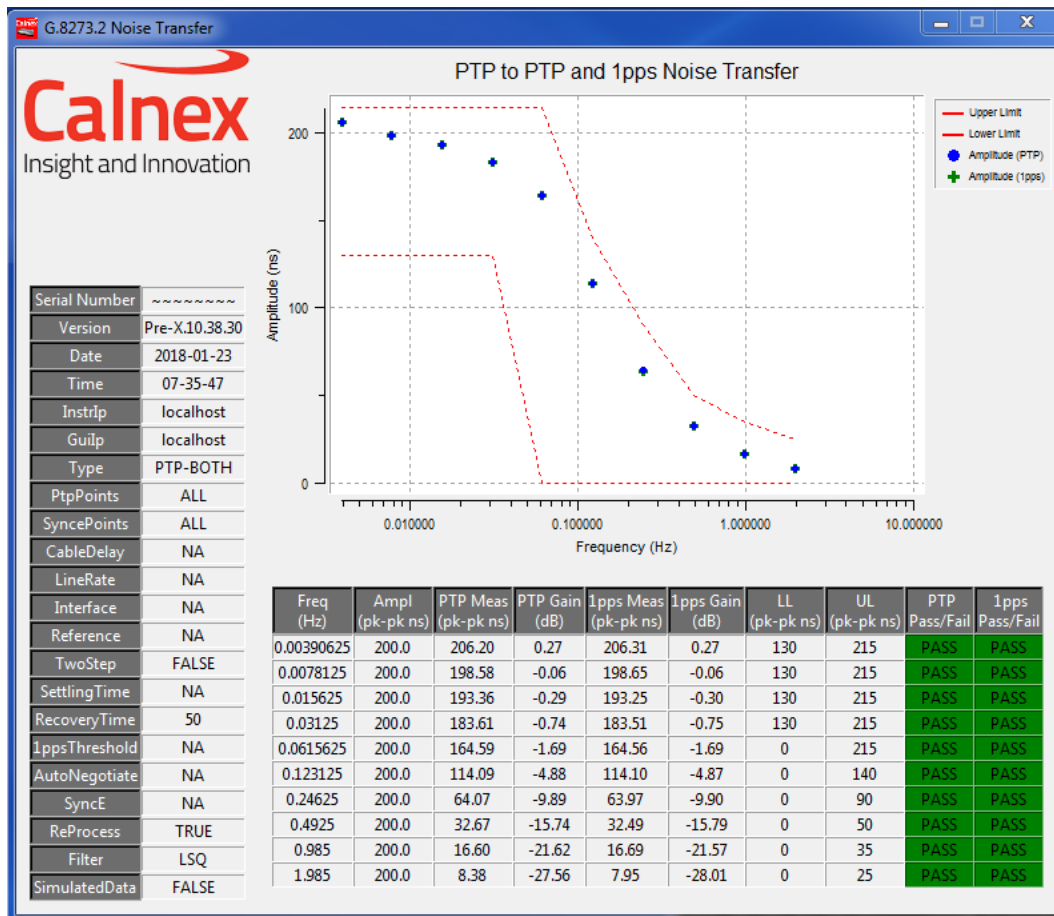 G.8273.2 Noise Transfer
Calnex
Insight and Innovation
PTP to PTP and 1pps Noise Transfer
Amplitude (ns)
200
100
0
0.010000 0.100000 1.000000 10.000000
Frequency (Hz)
Upper Limit
Lower Limit
Amplitude (PTP)
Amplitude (1pps)
Serial Number ~~~~~~~~
Version Pre-X.10.38.30
Date 2018-01-23
Time 07-35-47
InstrIp localhost
GuiIp localhost
Type PTP-BOTH
PtpPoints ALL
SyncePoints ALL
CableDelay NA
LineRate NA
Interface NA
Reference NA
TwoStep FALSE
SettlingTime NA
RecoveryTime 50
1ppsThreshold NA
AutoNegotiate NA
SyncE NA
ReProcess TRUE
Filter LSQ
SimulatedData FALSE
Freq Ampl PTP Meas PTP Gain 1pps Meas 1pps Gain LL UL PTP 1pps
(Hz) (pk-pk ns) (pk-pk ns) (dB) (pk-pk ns) (dB) (pk-pk ns) (pk-pk ns) Pass/Fail Pass/Fail
0.00390625 200.0 206.20 0.27 206.31 0.27 130 215 PASS PASS
0.0078125 200.0 198.58 -0.06 198.65 -0.06 130 215 PASS PASS
0.015625 200.0 193.36 -0.29 193.25 -0.30 130 215 PASS PASS
0.03125 200.0 183.61 -0.74 183.51 -0.75 130 215 PASS PASS
0.0615625 200.0 164.59 -1.69 164.56 -1.69 0 215 PASS PASS
0.123125 200.0 114.09 -4.88 114.10 -4.87 0 140 PASS PASS
0.24625 200.0 64.07 -9.89 63.97 -9.90 0 90 PASS PASS
0.4925 200.0 32.67 -15.74 32.49 -15.79 0 50 PASS PASS
0.985 200.0 16.60 -21.62 16.69 -21.57 0 35 PASS PASS
1.985 200.0 8.38 -27.56 7.95 -28.01 0 25 PASS PASS